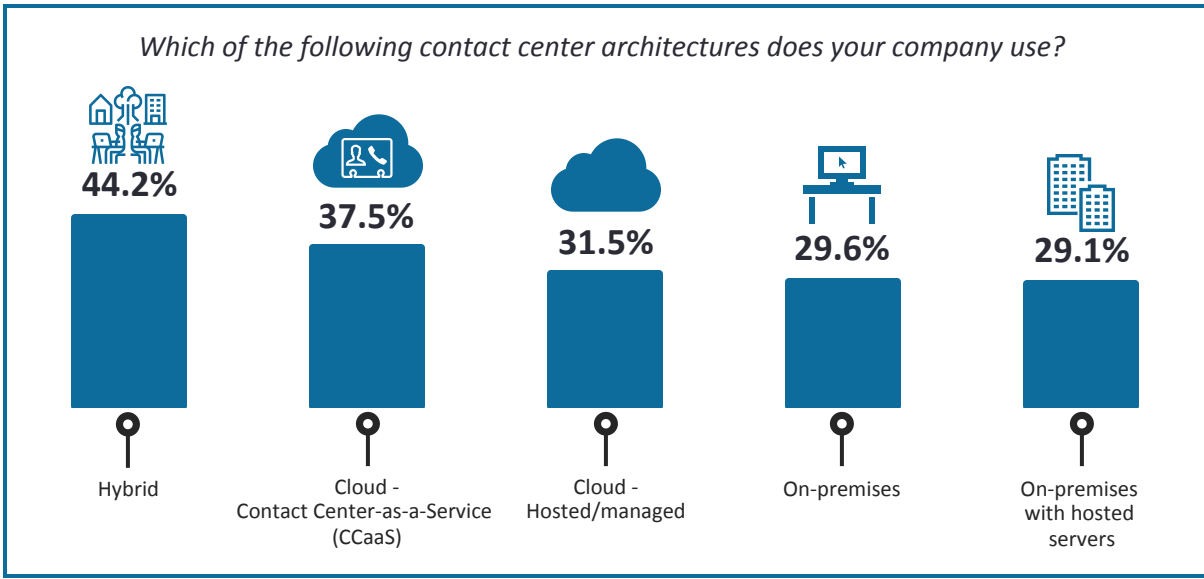 Which of the following contact center architectures does your company use?
44.2%
37.5%
31.5%
29.6%
29.1%
Hybrid
Cloud -
Contact Center-as-a-Service
(CCaaS)
Cloud -
Hosted/managed
On-premises
On-premises
with hosted
servers